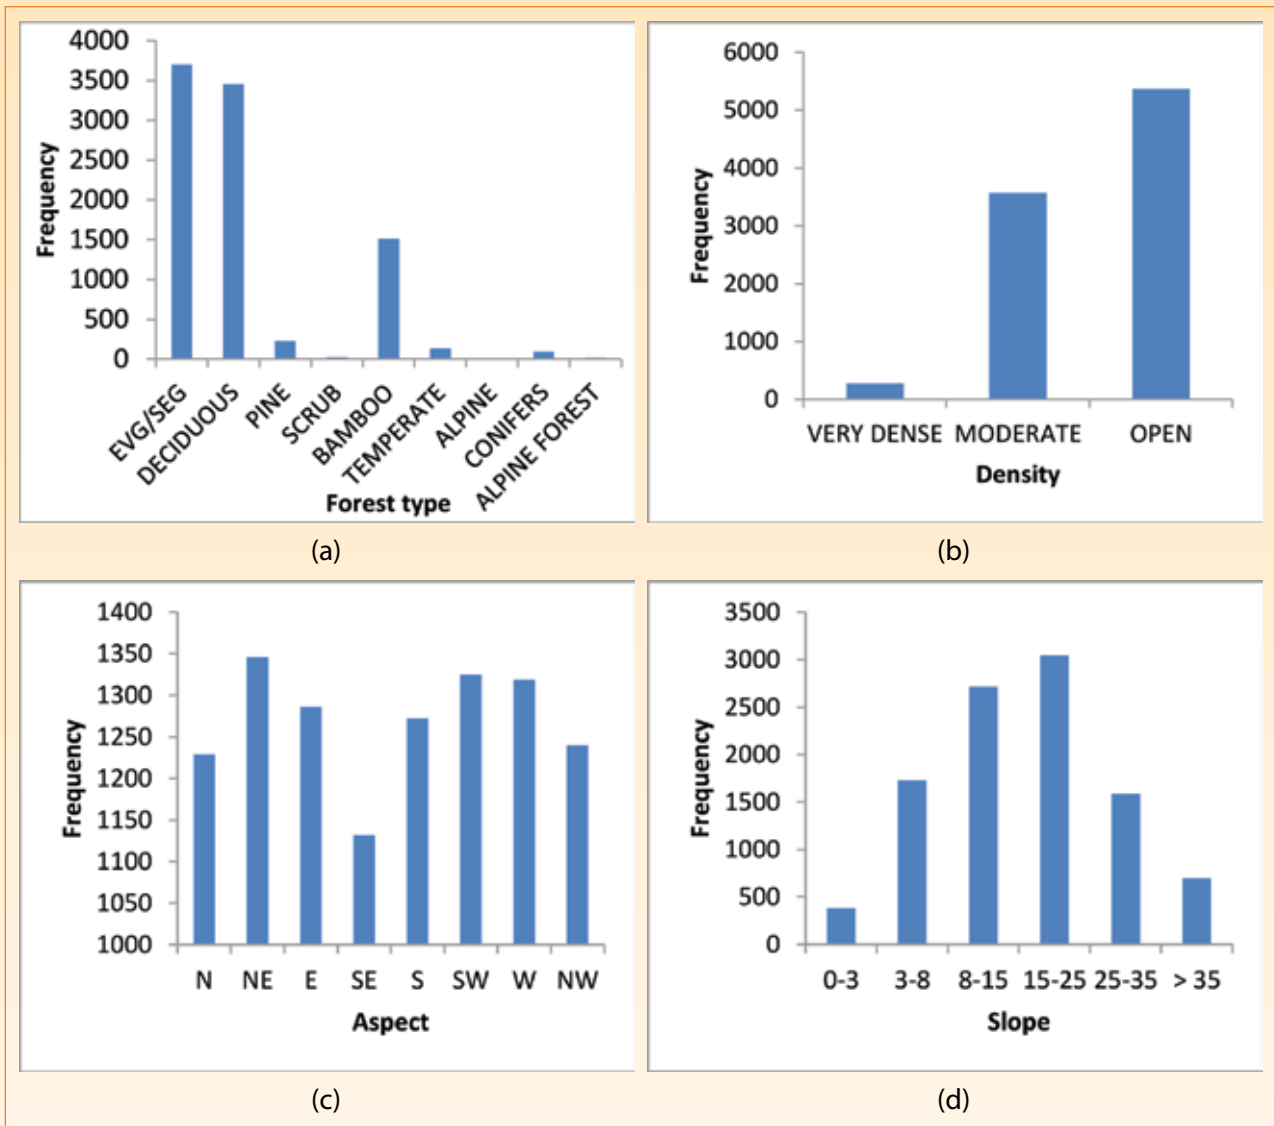 4000
3500
3000
2500
2000
1500
1000
500
0
Frequency
EVG/SEG
DECIDUOUS
PINE
SCRUB
BAMBOO
TEMPERATE
ALPINE
CONIFERS
ALPINE FOREST
Forest type
(a)
6000
5000
4000
3000
2000
1000
0
Frequency
VERY DENSE MODERATE OPEN
Density
(b)
1400
1350
1300
1250
1200
1150
1100
1050
1000
Frequency
N NE E SE S SW W NW
Aspect
(c)
3500
3000
2500
2000
1500
1000
500
0
Frequency
0-3 3-8 8-15 15-25 25-35 > 35
Slope
(d)